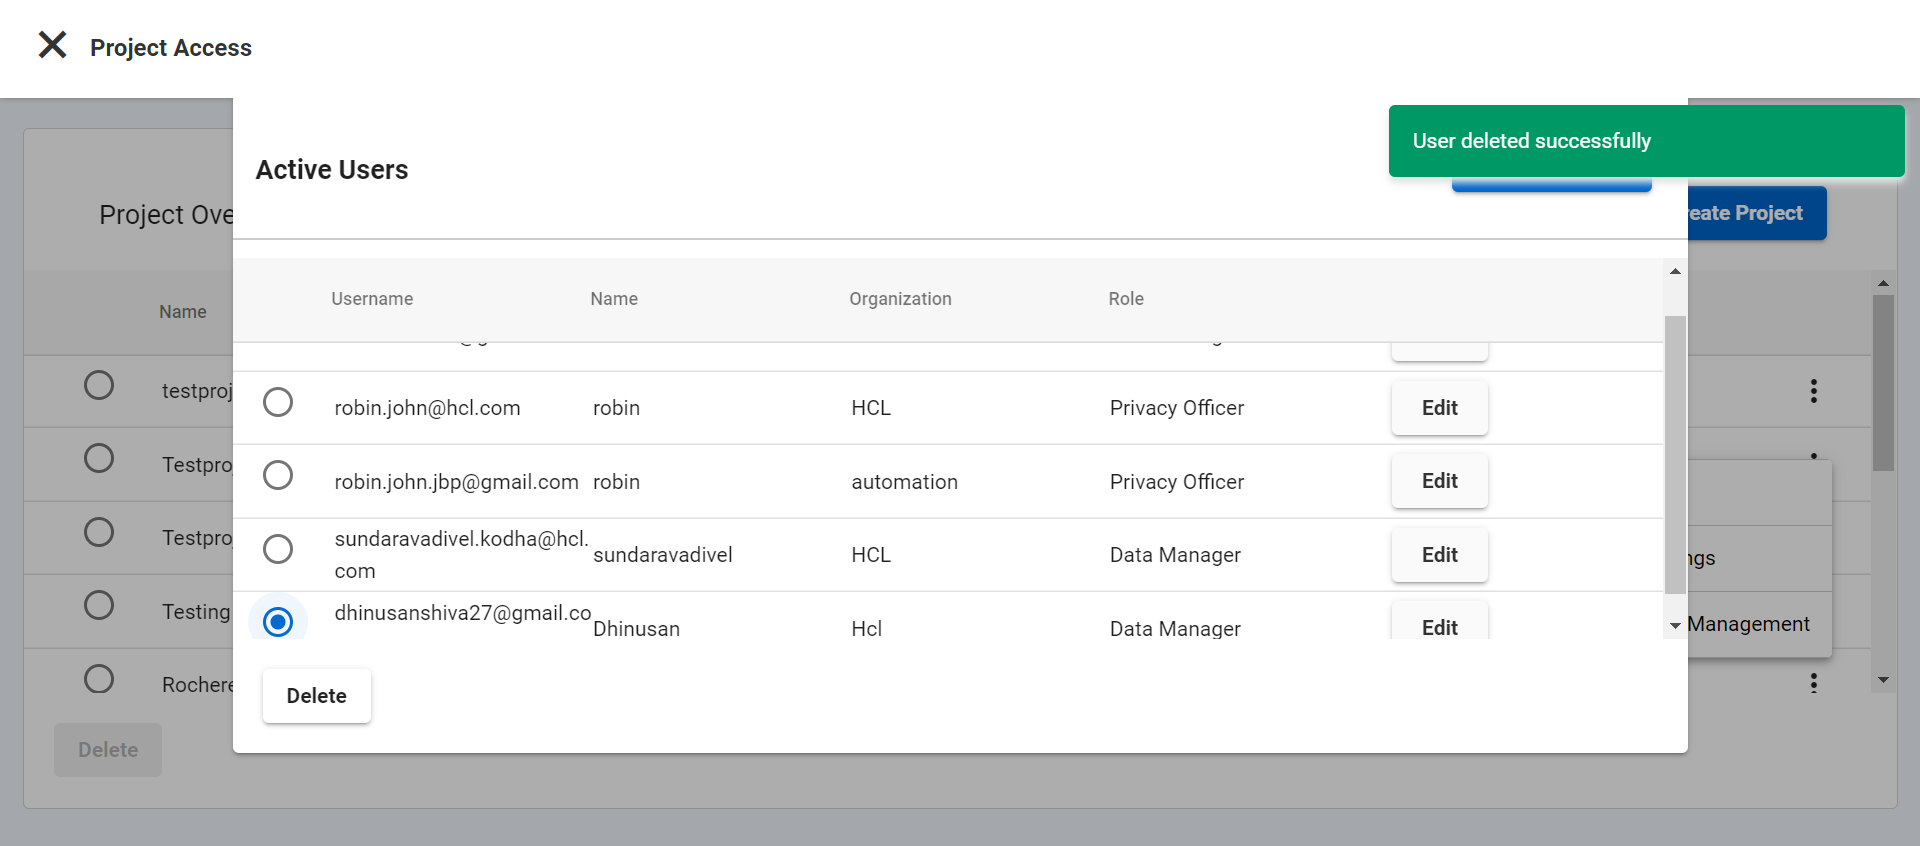 Project Access
User deleted successfully
Active Users
Project Ove
reate Project
Username Name Organization Role
Name
robin.john@hcl.com robin HCL Privacy Officer Edit
testproj
robin.john.jbp@gmail.com robin automation Privacy Officer Edit
Testpro
sundaravadivel.kodha@hcl.
com
sundaravadivel HCL Data Manager Edit
Testpro
ngs
dhinusanshiva27@gmail.co
Dhinusan Hcl Data Manager Edit
Testing
Management
Rochere
Delete
Delete